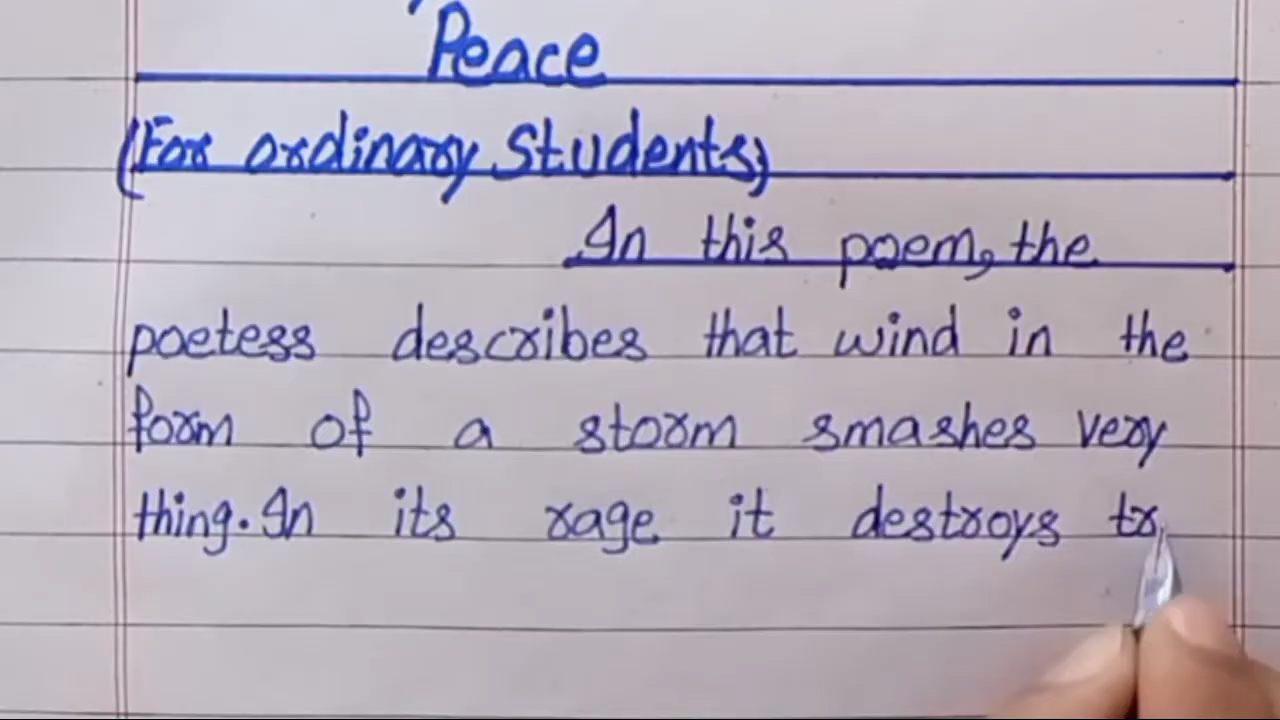 Peace
(For ordinary Students)
In this poem, the
poetess describes that wind in the
form of a storm smashes very
thing. In its rage it destroys tr